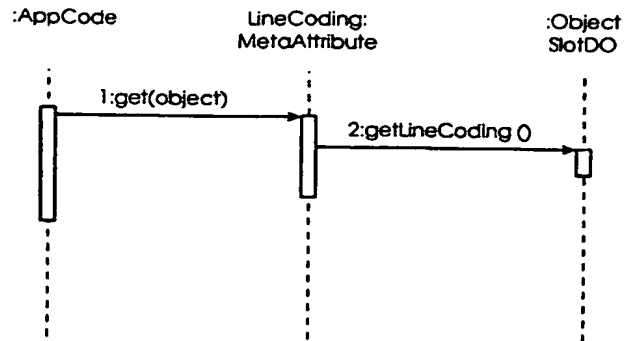 :AppCode
LineCoding:
MetaAttribute
:Object
SlotDO
1:get(object)
2:getLineCoding ()